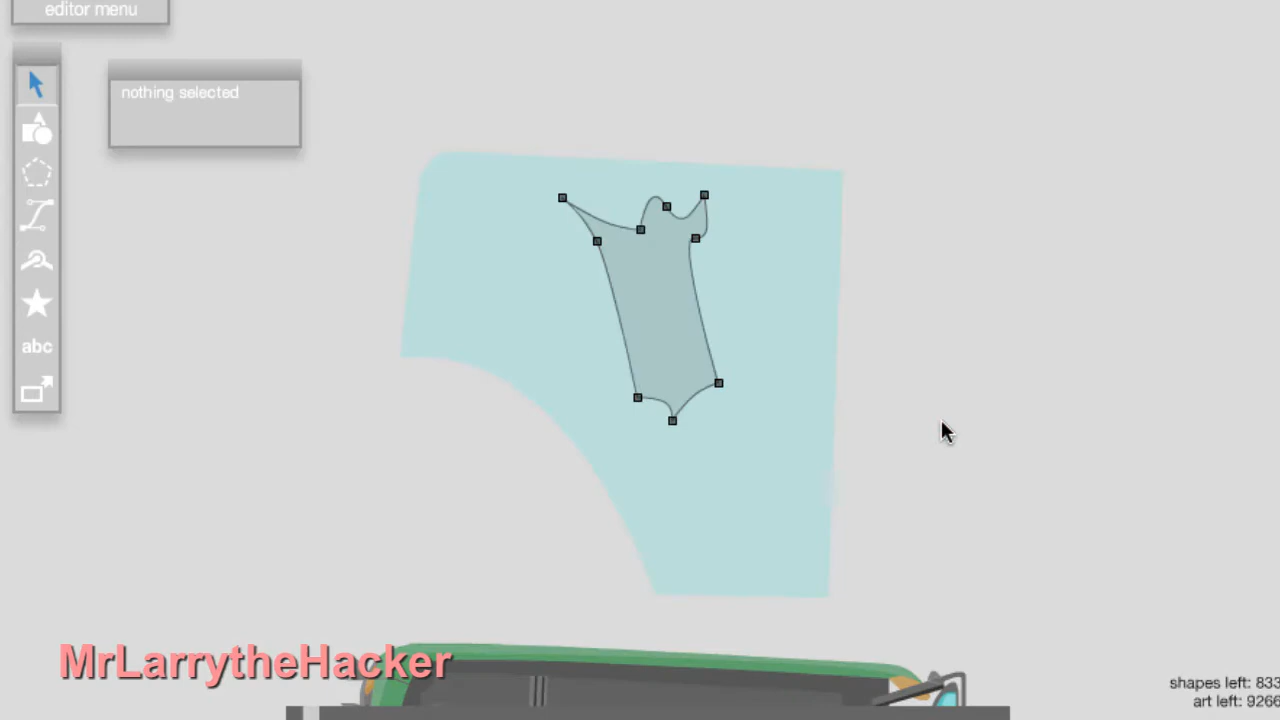 editor menu
nothing selected
abc
MrLarrytheHacker
shapes left: 833
art left: 9266